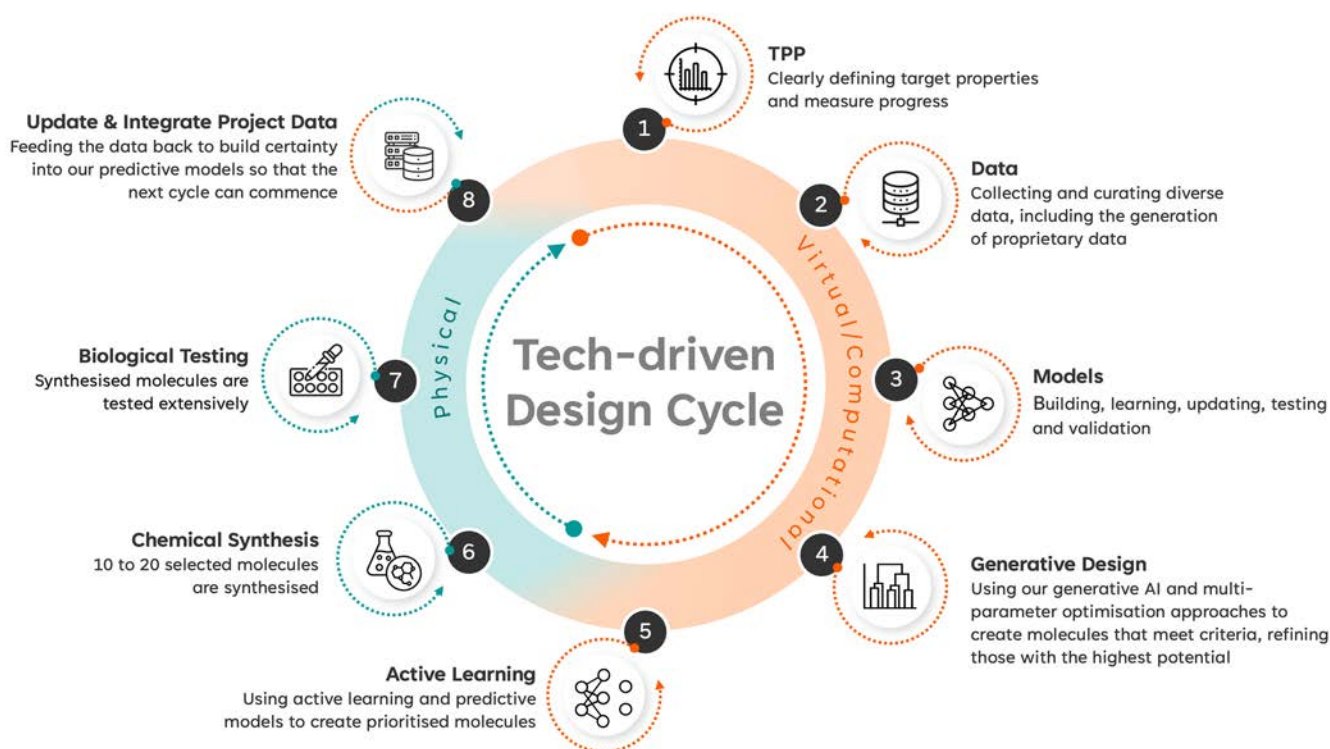 1
TPP
Clearly defining target properties
and measure progress
2
Data
Collecting and curating diverse
data, including the generation
of proprietary data
3
Models
Building, learning, updating, testing
and validation
4
Generative Design
Using our generative AI and multi-
parameter optimisation approaches to
create molecules that meet criteria, refining
those with the highest potential
5
Active Learning
Using active learning and predictive
models to create prioritised molecules
6
Chemical Synthesis
10 to 20 selected molecules
are synthesised
7
Biological Testing
Synthesised molecules are
tested extensively
8
Update & Integrate Project Data
Feeding the data back to build certainty
into our predictive models so that the
next cycle can commence
Physical
Virtual/Computational
Tech-driven
Design Cycle